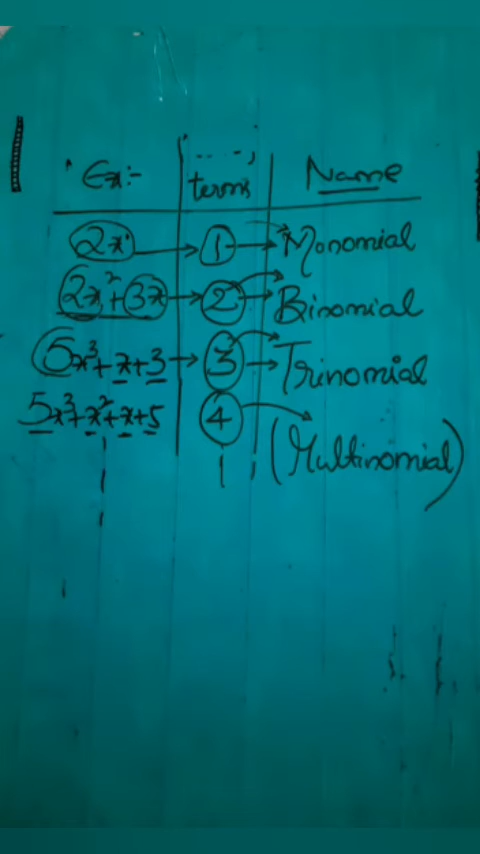 Ex:- terms Name
2x 1 Monomial
2x²+3x 2 Binomial
5x³+x+3 3 Trinomial
5x³+x²+x+5 4 (Multinomial)